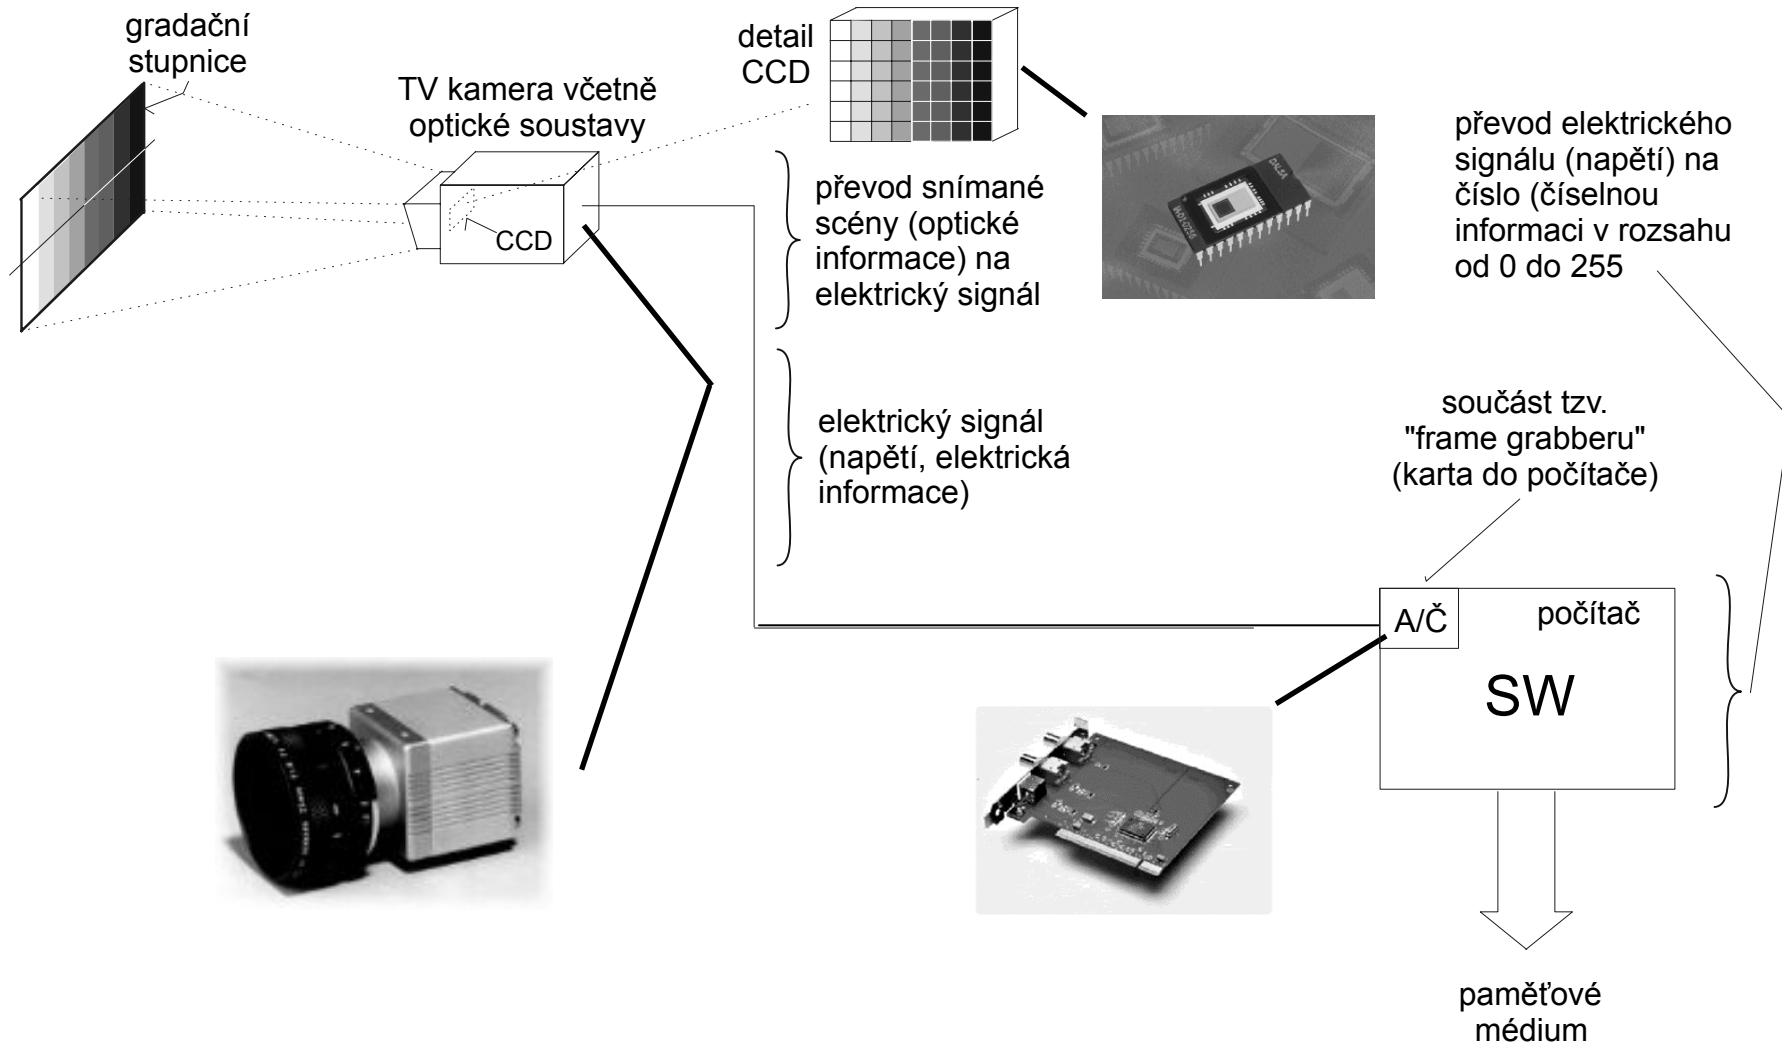 gradační
stupnice
TV kamera včetně
optické soustavy
detail
CCD
CCD
převod snímané
scény (optické
informace) na
elektrický signál
převod elektrického
signálu (napětí) na
číslo (číselnou
informaci v rozsahu
od 0 do 255
elektrický signál
(napětí, elektrická
informace)
součást tzv.
"frame grabberu"
(karta do počítače)
A/Č
počítač
SW
paměťové
médium
DALSA